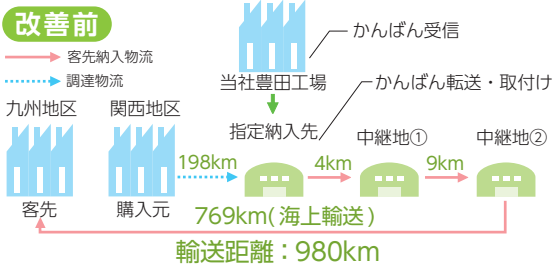 改善前
かんばん受信
客先納入物流
調達物流
当社豊田工場
かんばん転送・取付け
九州地区
関西地区
指定納入先
中継地①
中継地②
198km
4km
9km
客先
購入元
769km(海上輸送)
輸送距離：980km